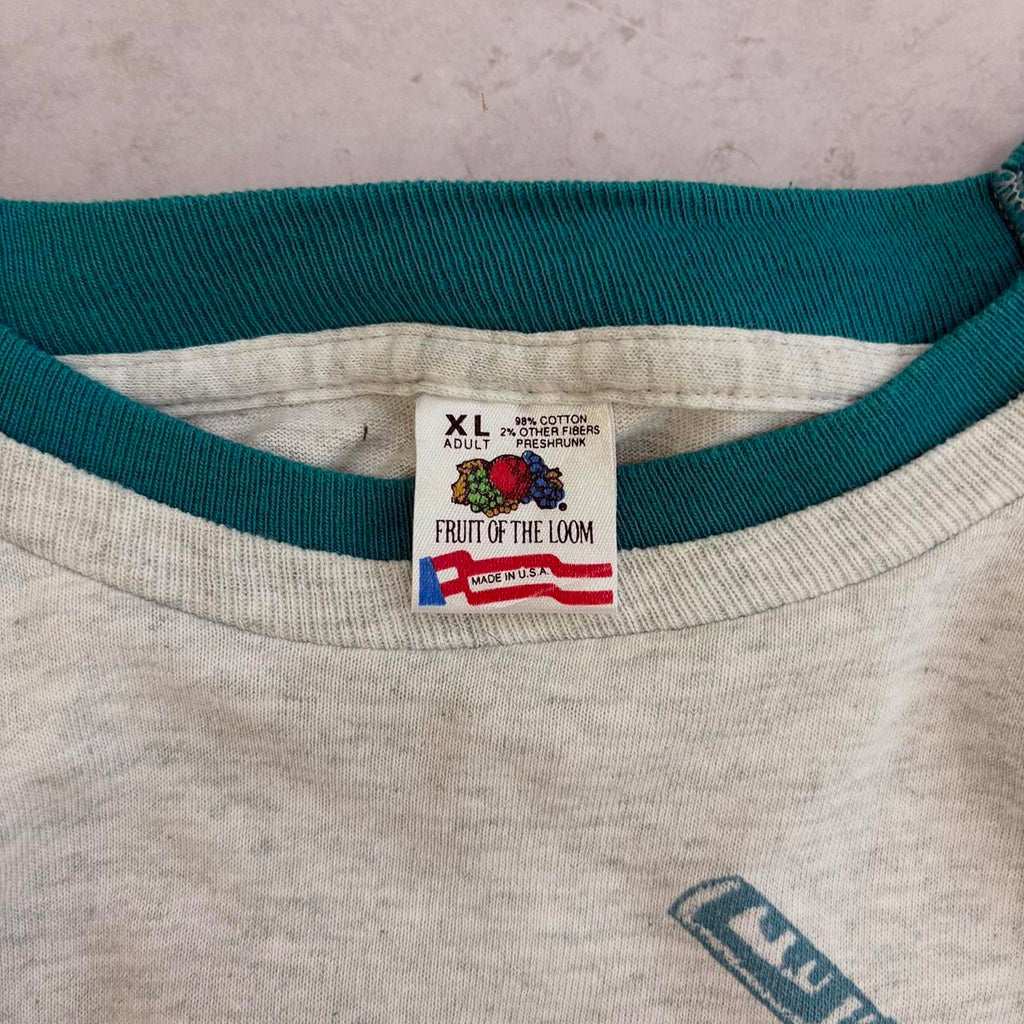 XL
ADULT
98% COTTON
2% OTHER FIBERS
PRESHRUNK
FRUIT OF THE LOOM
MADE IN U.S.A.